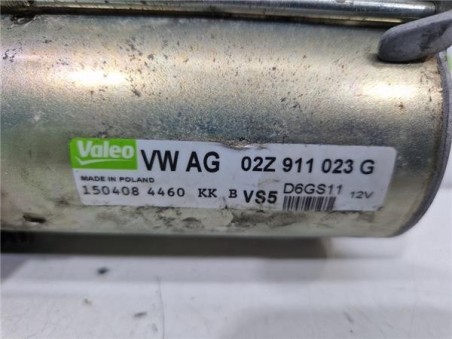 Valeo VW AG 02Z 911 023 G
MADE IN POLAND
150408 4460 KK B VS5 D6GS11 12V